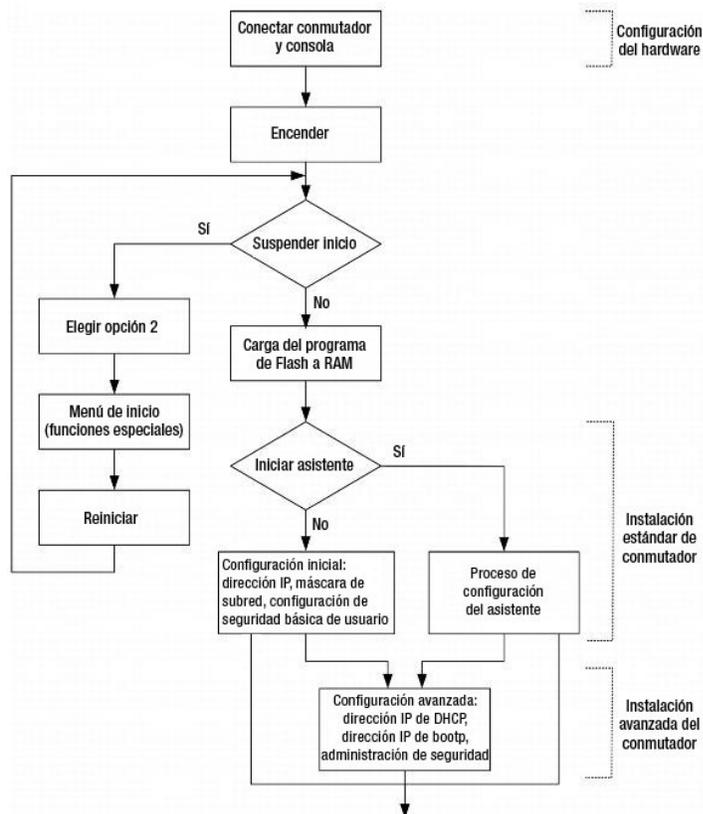 Conectar conmutador
y consola
Configuración
del hardware
Encender
Sí
Suspender inicio
No
Elegir opción 2
Carga del programa
de Flash a RAM
Menú de inicio
(funciones especiales)
Iniciar asistente
Sí
Reiniciar
No
Instalación
estándar de
conmutador
Configuración inicial:
dirección IP, máscara de
subred, configuración de
seguridad básica de usuario
Proceso de
configuración
del asistente
Configuración avanzada:
dirección IP de DHCP,
dirección IP de bootp,
administración de seguridad
Instalación
avanzada del
conmutador